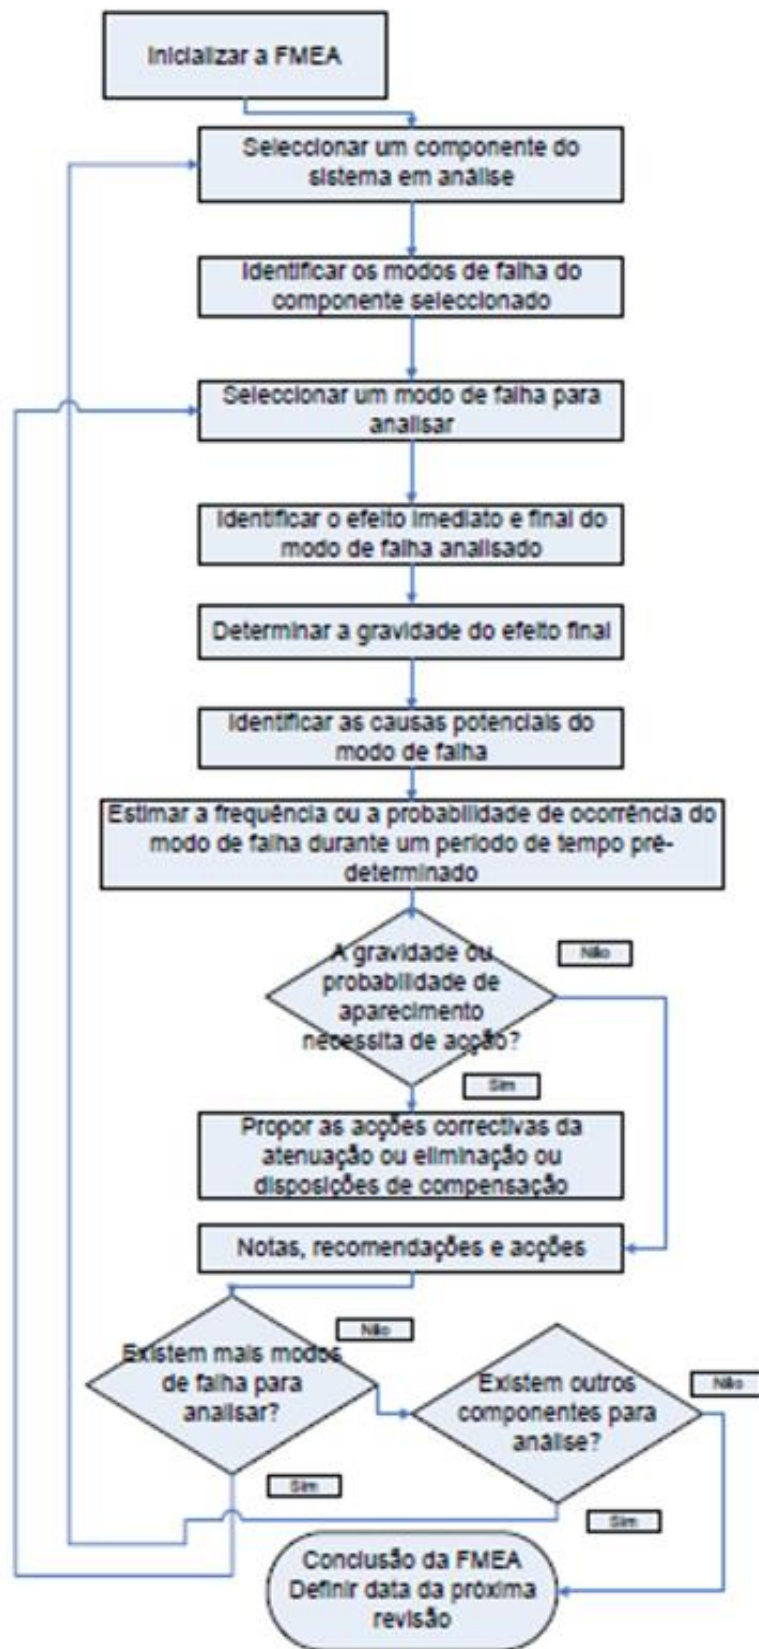 Inicializar a FMEA
Seleccionar um componente do
sistema em análise
Identificar os modos de falha do
componente seleccionado
Seleccionar um modo de falha para
analisar
Identificar o efeito imediato e final do
modo de falha analisado
Determinar a gravidade do efeito final
Identificar as causas potenciais do
modo de falha
Estimar a frequência ou a probabilidade de ocorrência do
modo de falha durante um período de tempo pré-
determinado
A gravidade ou
probabilidade de
aparecimento
necessita de acção?
Não
Sim
Propor as acções correctivas da
atenuação ou eliminação ou
disposições de compensação
Notas, recomendações e acções
Existem mais modos
de falha para
analisar?
Não
Sim
Existem outros
componentes para
análise?
Não
Sim
Conclusão da FMEA
Definir data da próxima
revisão